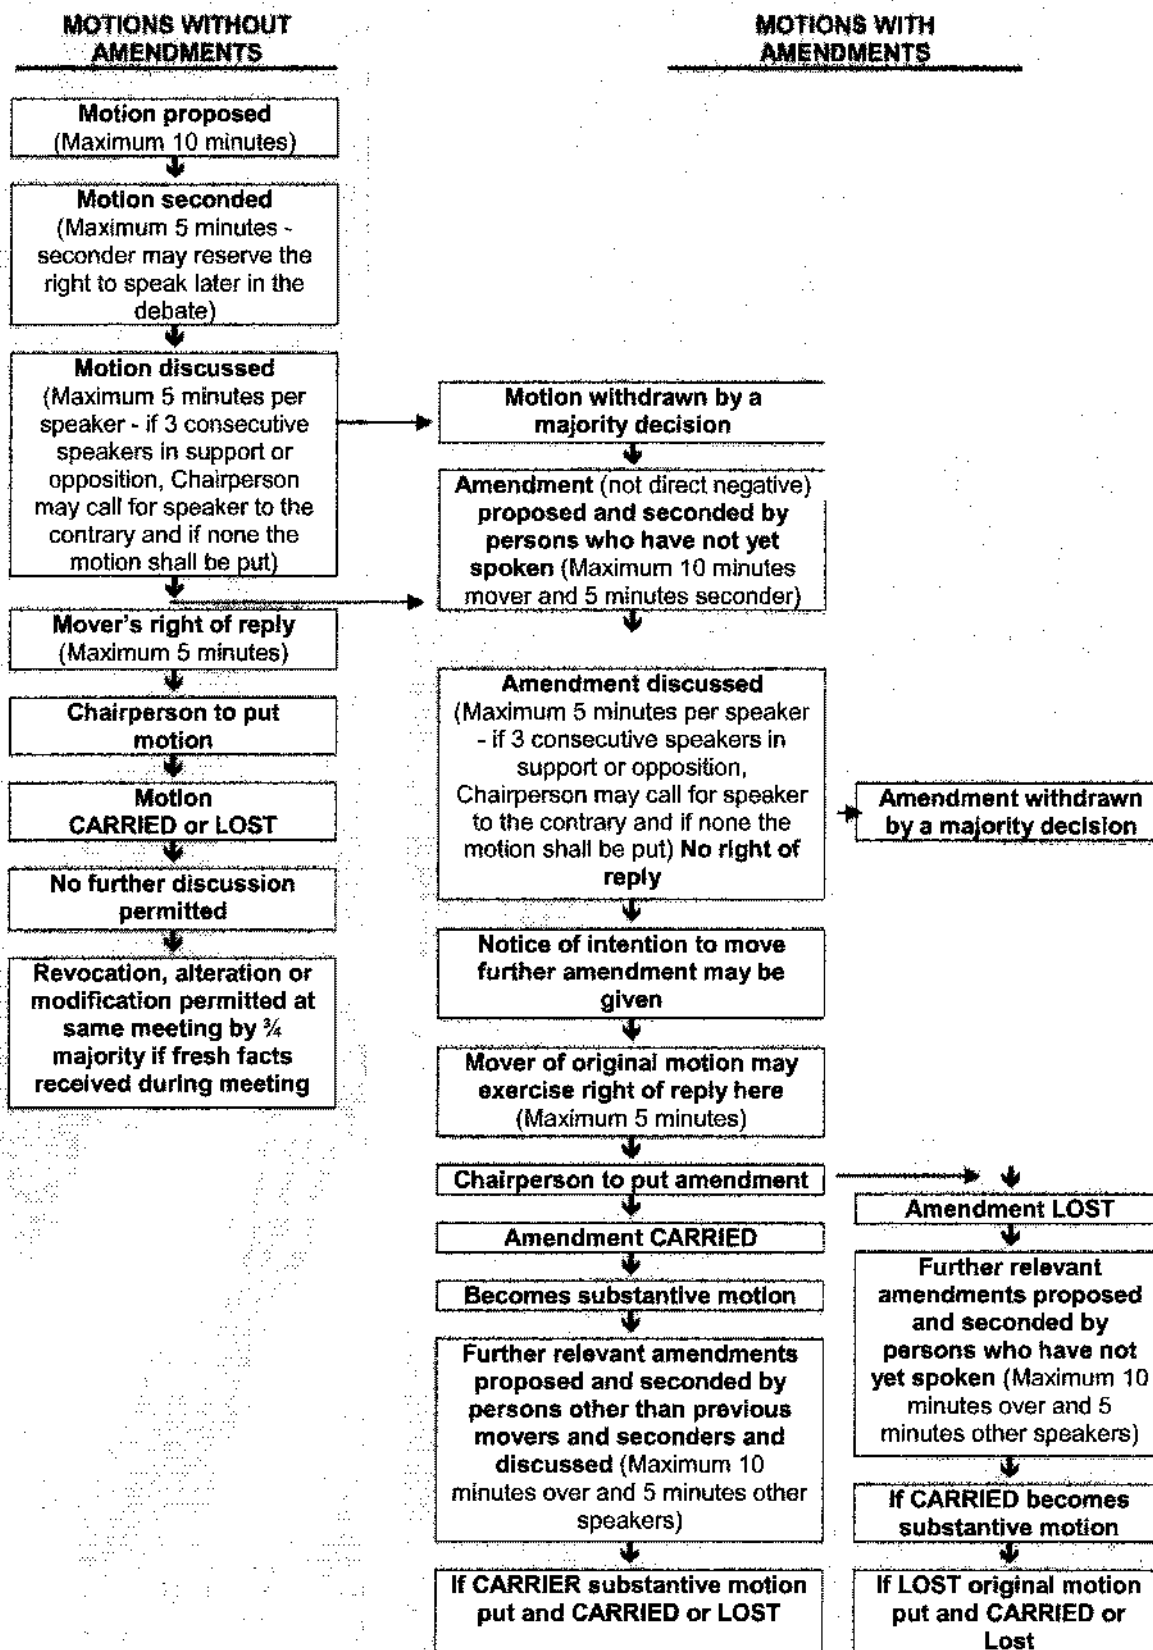 MOTIONS WITHOUT
AMENDMENTS
Motion proposed
(Maximum 10 minutes)
Motion seconded
(Maximum 5 minutes -
seconder may reserve the
right to speak later in the
debate)
Motion discussed
(Maximum 5 minutes per
speaker - if 3 consecutive
speakers in support or
opposition, Chairperson
may call for speaker to the
contrary and if none the
motion shall be put)
Mover's right of reply
(Maximum 5 minutes)
Chairperson to put
motion
Motion
CARRIED or LOST
No further discussion
permitted
Revocation, alteration or
modification permitted at
same meeting by ¾
majority if fresh facts
received during meeting
MOTIONS WITH
AMENDMENTS
Motion withdrawn by a
majority decision
Amendment (not direct negative)
proposed and seconded by
persons who have not yet
spoken (Maximum 10 minutes
mover and 5 minutes seconder)
Amendment discussed
(Maximum 5 minutes per speaker
- if 3 consecutive speakers in
support or opposition,
Chairperson may call for speaker
to the contrary and if none the
motion shall be put) No right of
reply
Amendment withdrawn
by a majority decision
Notice of intention to move
further amendment may be
given
Mover of original motion may
exercise right of reply here
(Maximum 5 minutes)
Chairperson to put amendment
Amendment CARRIED
Becomes substantive motion
Further relevant amendments
proposed and seconded by
persons other than previous
movers and seconders and
discussed (Maximum 10
minutes over and 5 minutes other
speakers)
If CARRIER substantive motion
put and CARRIED or LOST
Amendment LOST
Further relevant
amendments proposed
and seconded by
persons who have not
yet spoken (Maximum 10
minutes over and 5
minutes other speakers)
If CARRIED becomes
substantive motion
If LOST original motion
put and CARRIED or
Lost